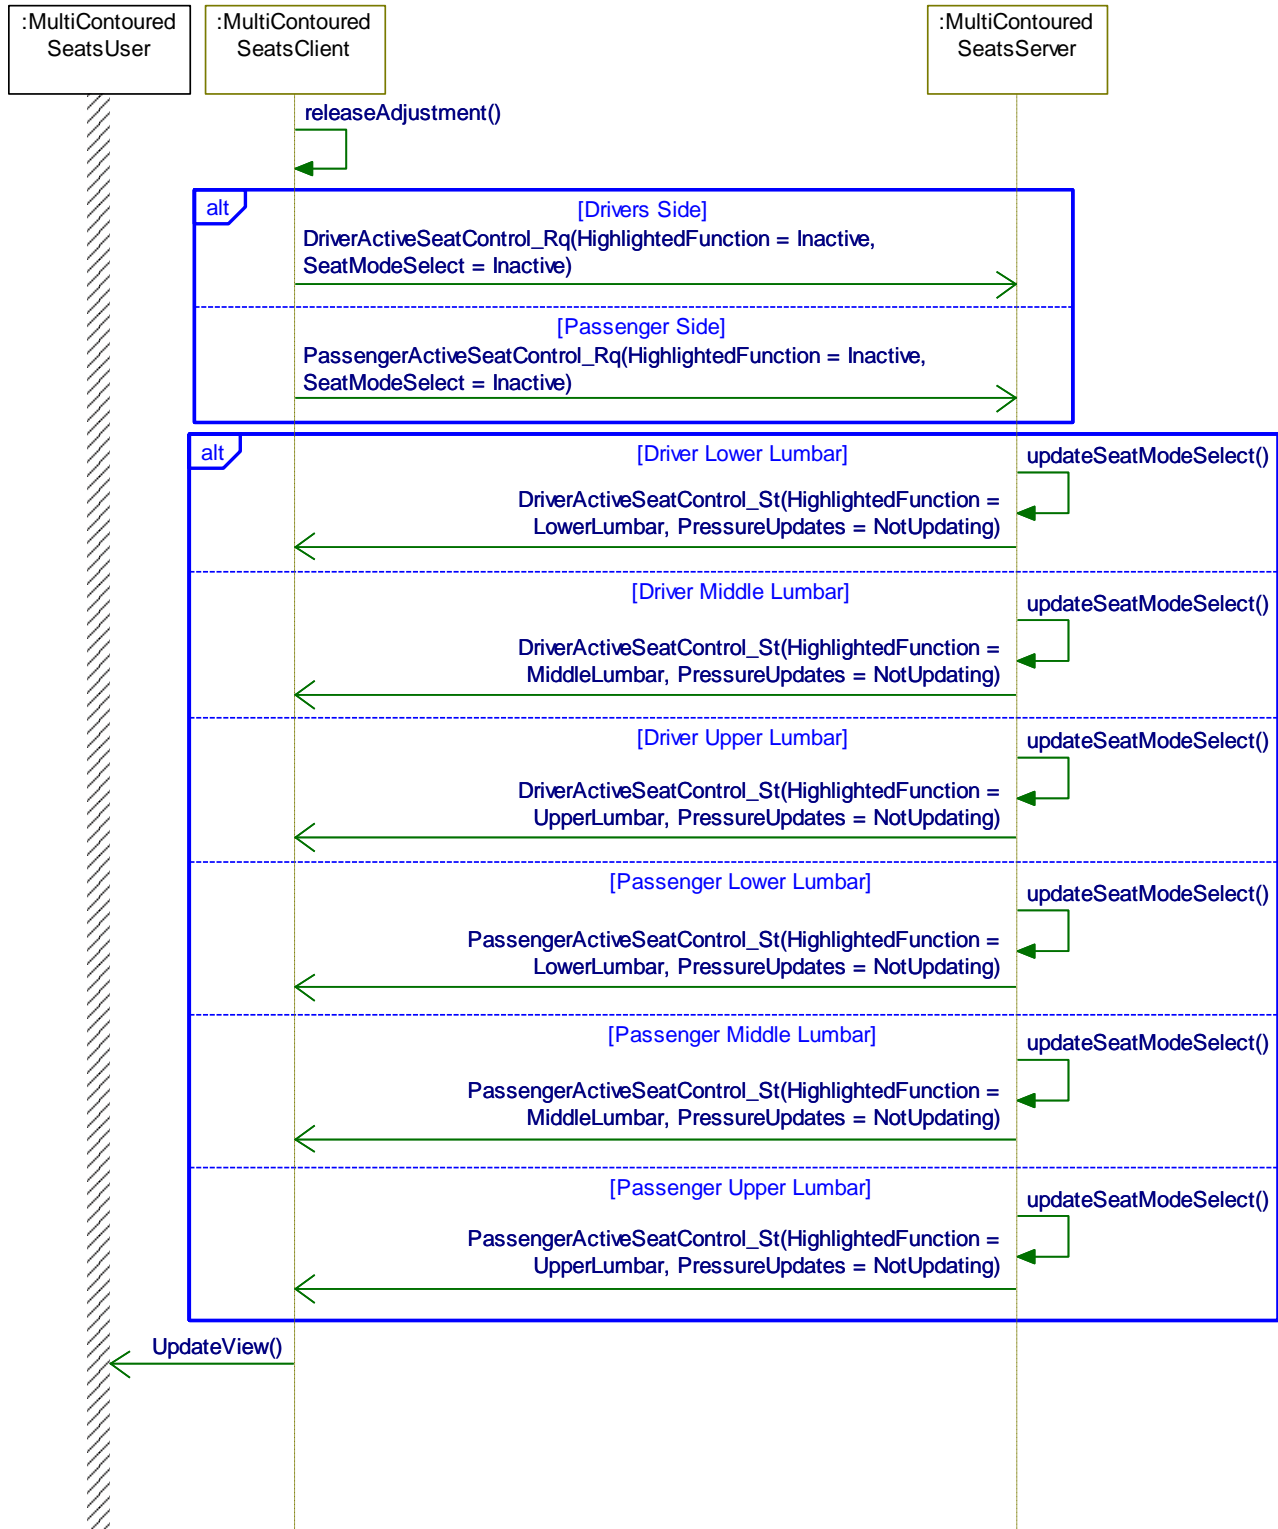 :MultiContoured
SeatsUser
:MultiContoured
SeatsClient
:MultiContoured
SeatsServer
releaseAdjustment()
alt
[Drivers Side]
DriverActiveSeatControl_Rq(HighlightedFunction = Inactive,
SeatModeSelect = Inactive)
[Passenger Side]
PassengerActiveSeatControl_Rq(HighlightedFunction = Inactive,
SeatModeSelect = Inactive)
alt
[Driver Lower Lumbar]
updateSeatModeSelect()
DriverActiveSeatControl_St(HighlightedFunction =
LowerLumbar, PressureUpdates = NotUpdating)
[Driver Middle Lumbar]
updateSeatModeSelect()
DriverActiveSeatControl_St(HighlightedFunction =
MiddleLumbar, PressureUpdates = NotUpdating)
[Driver Upper Lumbar]
updateSeatModeSelect()
DriverActiveSeatControl_St(HighlightedFunction =
UpperLumbar, PressureUpdates = NotUpdating)
[Passenger Lower Lumbar]
updateSeatModeSelect()
PassengerActiveSeatControl_St(HighlightedFunction =
LowerLumbar, PressureUpdates = NotUpdating)
[Passenger Middle Lumbar]
updateSeatModeSelect()
PassengerActiveSeatControl_St(HighlightedFunction =
MiddleLumbar, PressureUpdates = NotUpdating)
[Passenger Upper Lumbar]
updateSeatModeSelect()
PassengerActiveSeatControl_St(HighlightedFunction =
UpperLumbar, PressureUpdates = NotUpdating)
UpdateView()